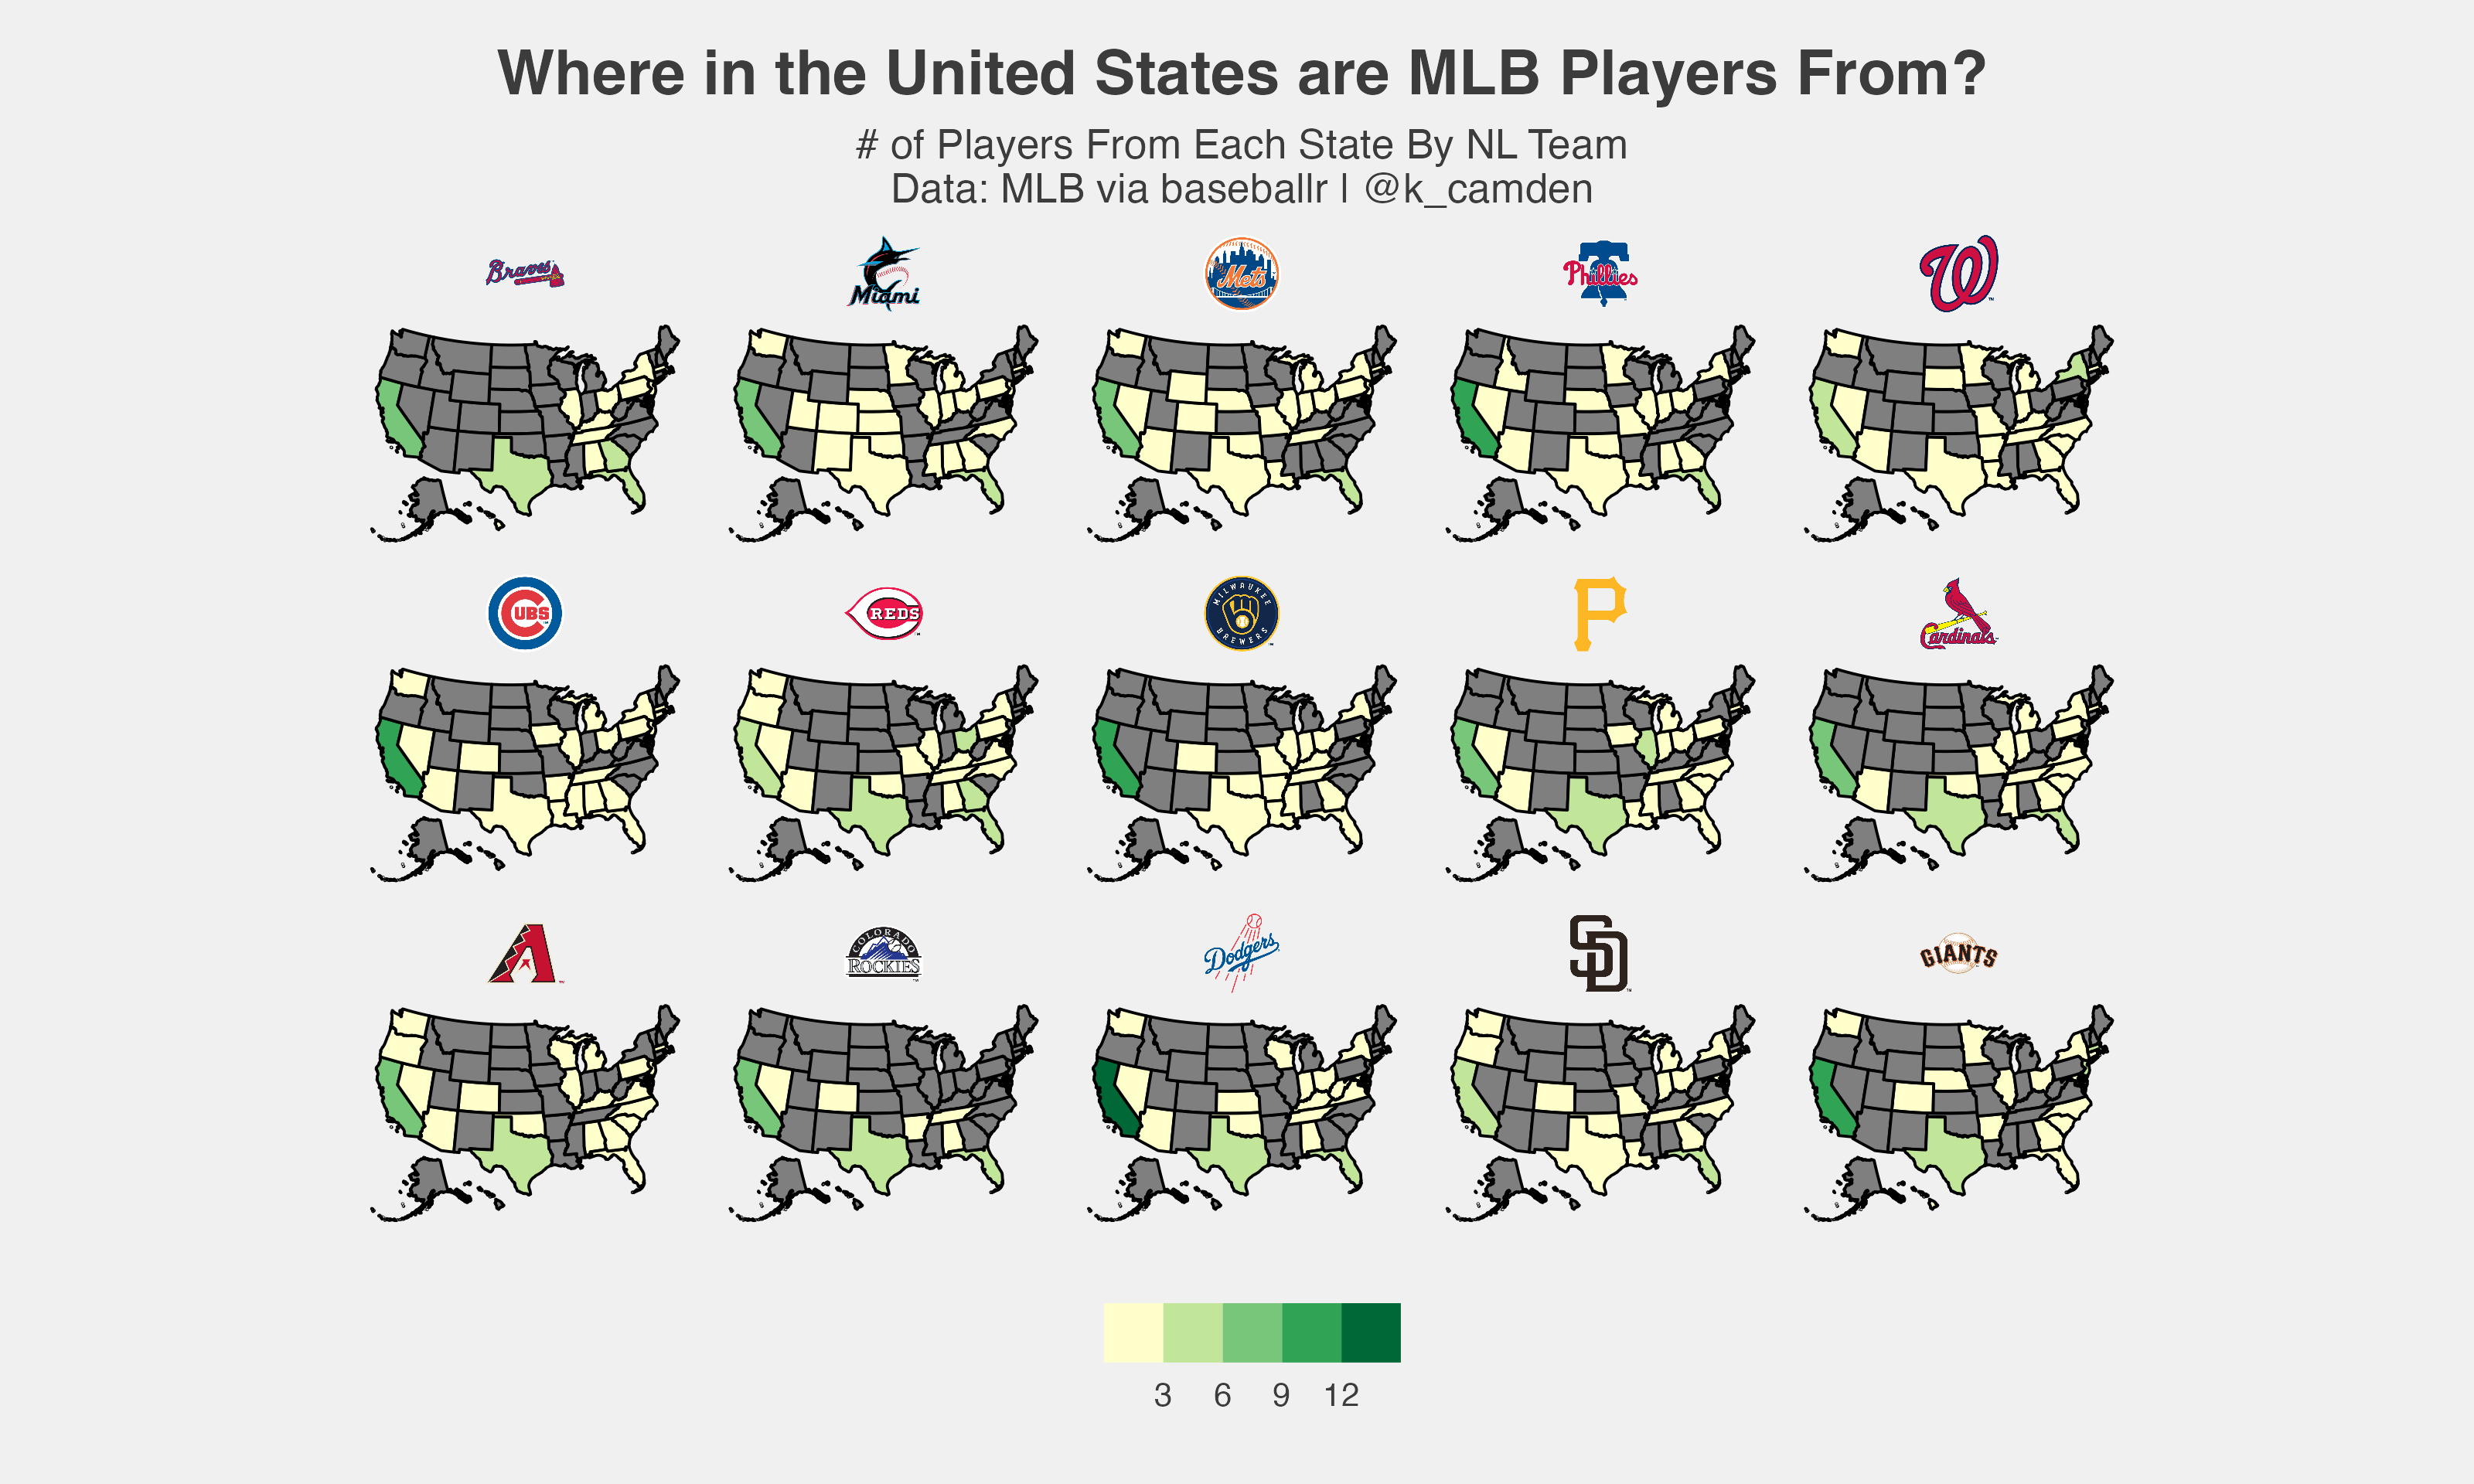 Where in the United States are MLB Players From?
# of Players From Each State By NL Team
Data: MLB via baseballr | @k_camden
Braves
Miami
Mets
Phillies
W
CUBS
REDS
MILWAUKEE
BREWERS
P
Cardinals
A
COLORADO
ROCKIES
Dodgers
SD
GIANTS
3 6 9 12